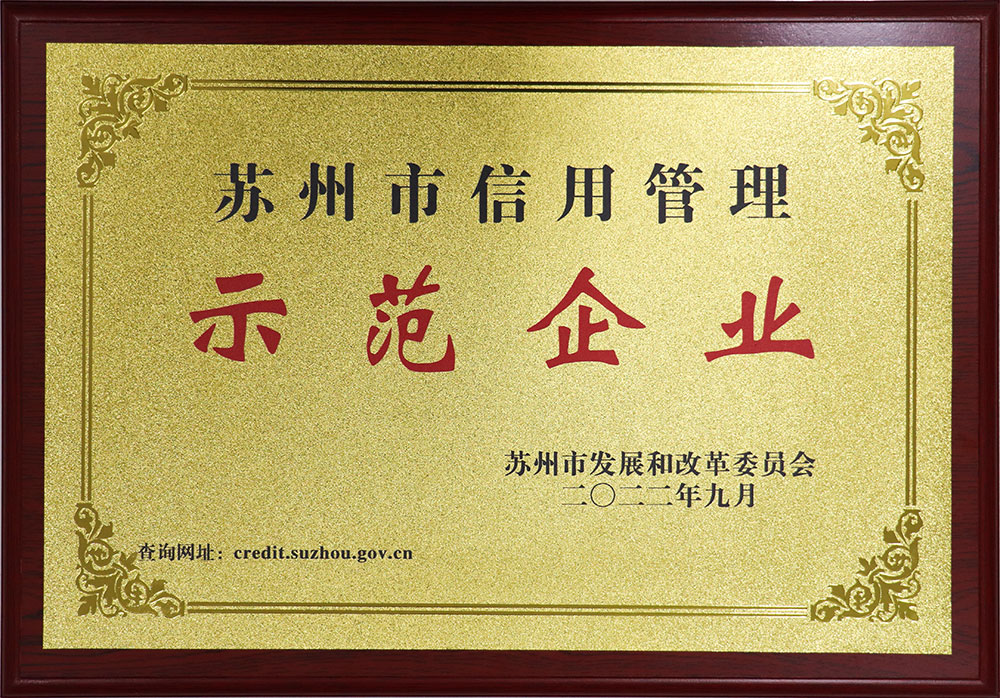 苏州市信用管理
示范企业
苏州市发展和改革委员会
二〇二二年九月
查询网址：credit.suzhou.gov.cn